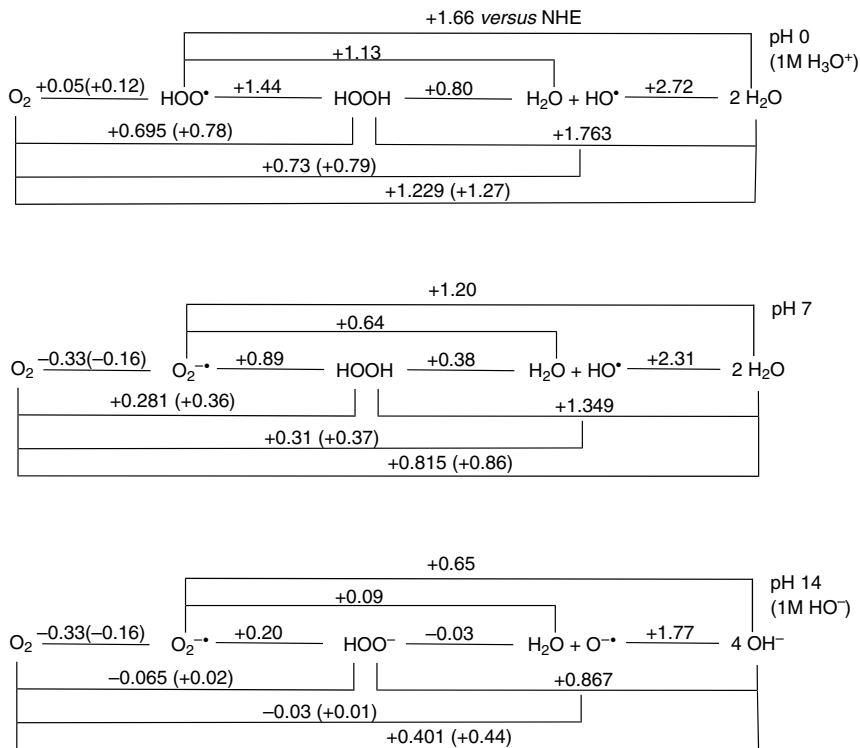 +1.66 versus NHE
pH 0
+1.13
(1M H₃O⁺)
O₂ +0.05(+0.12) HOO• +1.44 HOOH +0.80 H₂O + HO• +2.72 2 H₂O
+0.695 (+0.78)
+1.763
+0.73 (+0.79)
+1.229 (+1.27)
+1.20
pH 7
+0.64
O₂ −0.33(−0.16) O₂⁻• +0.89 HOOH +0.38 H₂O + HO• +2.31 2 H₂O
+0.281 (+0.36)
+1.349
+0.31 (+0.37)
+0.815 (+0.86)
+0.65
pH 14
+0.09
(1M HO⁻)
O₂ −0.33(−0.16) O₂⁻• +0.20 HOO⁻ −0.03 H₂O + O⁻• +1.77 4 OH⁻
−0.065 (+0.02)
+0.867
−0.03 (+0.01)
+0.401 (+0.44)